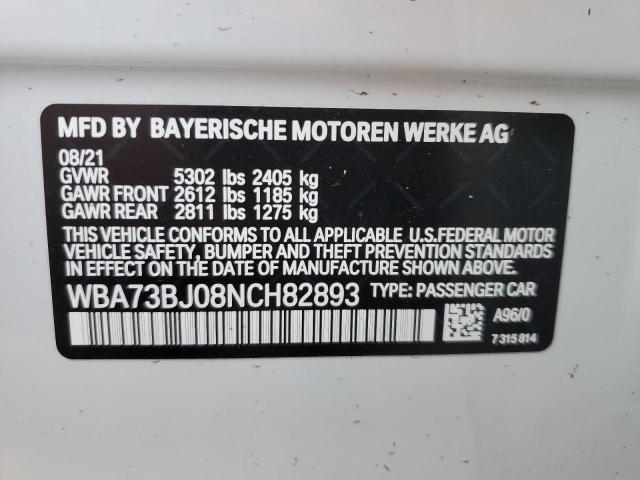 MFD BY BAYERISCHE MOTOREN WERKE AG
08/21
GVWR 5302 lbs 2405 kg
GAWR FRONT 2612 lbs 1185 kg
GAWR REAR 2811 lbs 1275 kg
THIS VEHICLE CONFORMS TO ALL APPLICABLE U.S.FEDERAL MOTOR
VEHICLE SAFETY, BUMPER AND THEFT PREVENTION STANDARDS
IN EFFECT ON THE DATE OF MANUFACTURE SHOWN ABOVE.
WBA73BJ08NCH82893 TYPE: PASSENGER CAR
A96/0
7 315 814